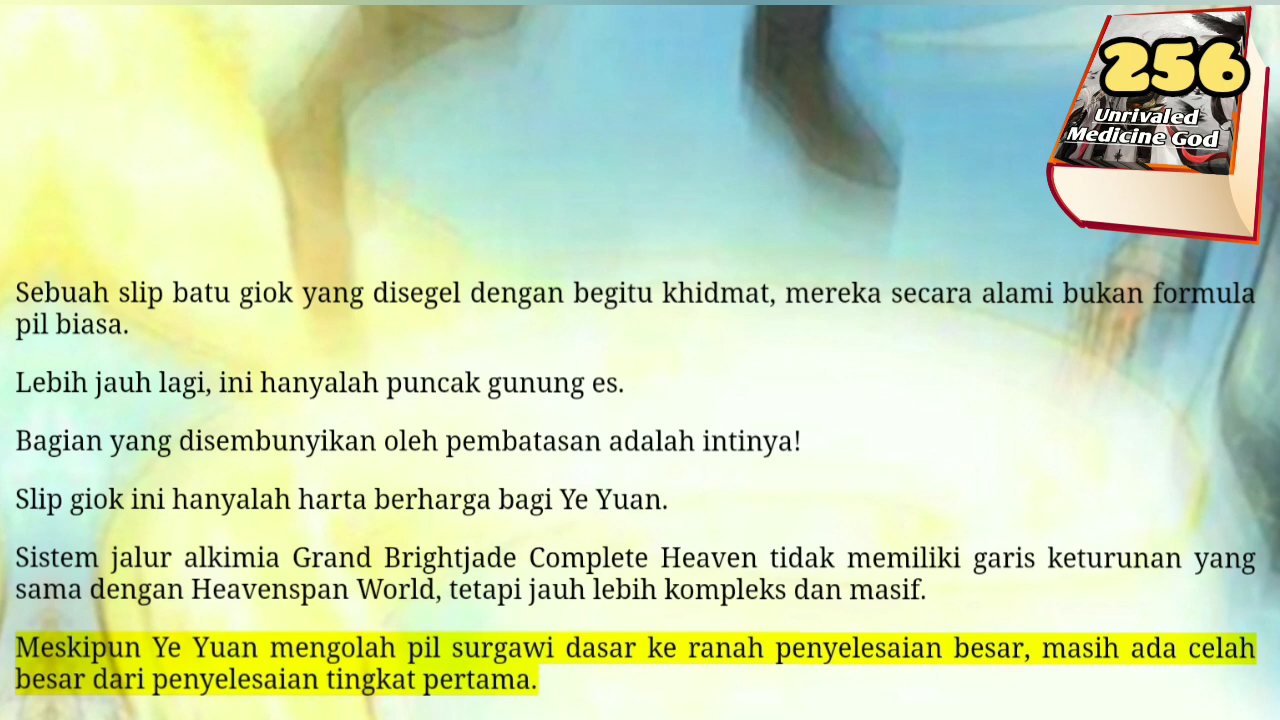 256
Unrivaled
Medicine God
Sebuah slip batu giok yang disegel dengan begitu khidmat, mereka secara alami bukan formula
pil biasa.
Lebih jauh lagi, ini hanyalah puncak gunung es.
Bagian yang disembunyikan oleh pembatasan adalah intinya!
Slip giok ini hanyalah harta berharga bagi Ye Yuan.
Sistem jalur alkimia Grand Brightjade Complete Heaven tidak memiliki garis keturunan yang
sama dengan Heavenspan World, tetapi jauh lebih kompleks dan masif.
Meskipun Ye Yuan mengolah pil surgawi dasar ke ranah penyelesaian besar, masih ada celah
besar dari penyelesaian tingkat pertama.